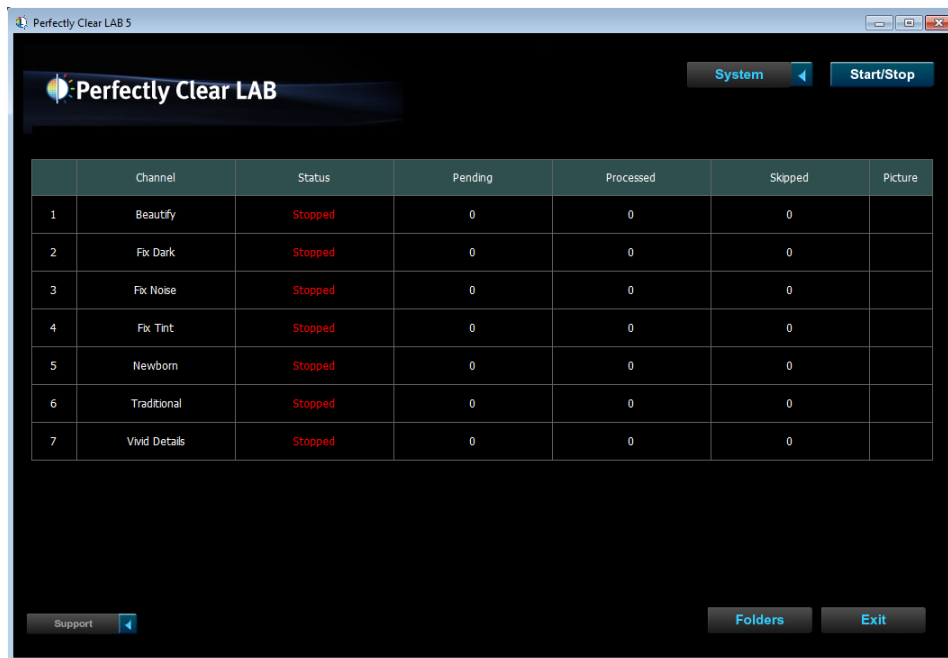 Perfectly Clear LAB 5
System
Start/Stop
Perfectly Clear LAB
Channel Status Pending Processed Skipped Picture
1 Beautify Stopped 0 0 0
2 Fix Dark Stopped 0 0 0
3 Fix Noise Stopped 0 0 0
4 Fix Tint Stopped 0 0 0
5 Newborn Stopped 0 0 0
6 Traditional Stopped 0 0 0
7 Vivid Details Stopped 0 0 0
Support
Folders
Exit